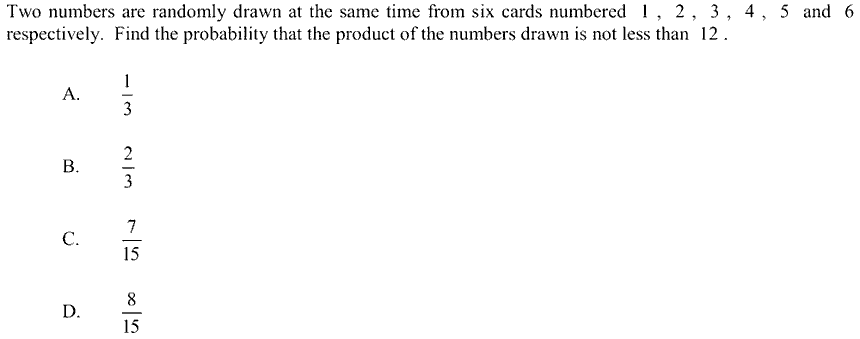 Two numbers are randomly drawn at the same time from six cards numbered 1 , 2 , 3 , 4 , 5 and 6
respectively. Find the probability that the product of the numbers drawn is not less than 12 .
A. 1/3
B. 2/3
C. 7/15
D. 8/15